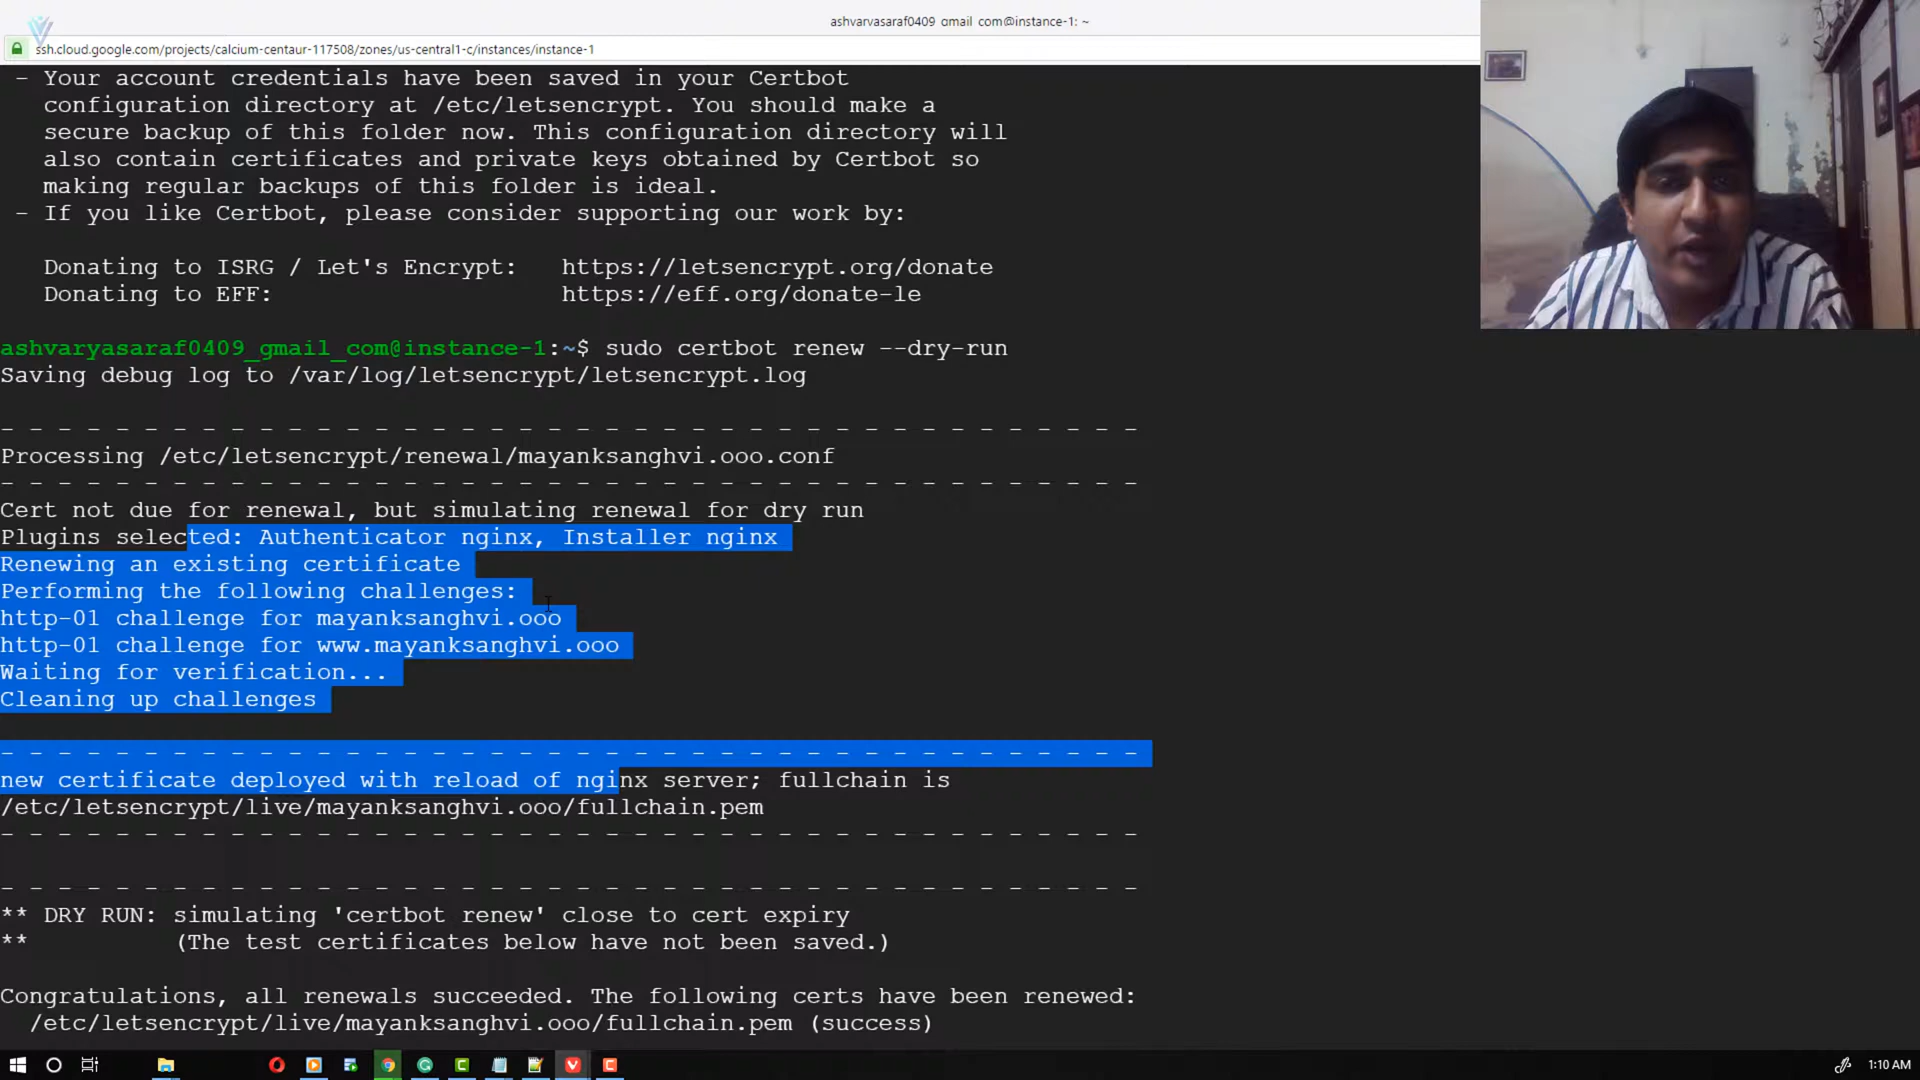 ashvaryasaraf0409_gmail_com@instance-1: ~
ssh.cloud.google.com/projects/calcium-centaur-117508/zones/us-central1-c/instances/instance-1
- Your account credentials have been saved in your Certbot
configuration directory at /etc/letsencrypt. You should make a
secure backup of this folder now. This configuration directory will
also contain certificates and private keys obtained by Certbot so
making regular backups of this folder is ideal.
- If you like Certbot, please consider supporting our work by:
Donating to ISRG / Let's Encrypt: https://letsencrypt.org/donate
Donating to EFF: https://eff.org/donate-le
ashvaryasaraf0409_gmail_com@instance-1:~$ sudo certbot renew --dry-run
Saving debug log to /var/log/letsencrypt/letsencrypt.log
- - - - - - - - - - - - - - - - - - - - - - - - - - - - - - - - - - - - - - - -
Processing /etc/letsencrypt/renewal/mayanksanghvi.ooo.conf
- - - - - - - - - - - - - - - - - - - - - - - - - - - - - - - - - - - - - - - -
Cert not due for renewal, but simulating renewal for dry run
Plugins selected: Authenticator nginx, Installer nginx
Renewing an existing certificate
Performing the following challenges:
http-01 challenge for mayanksanghvi.ooo
http-01 challenge for www.mayanksanghvi.ooo
Waiting for verification...
Cleaning up challenges
- - - - - - - - - - - - - - - - - - - - - - - - - - - - - - - - - - - - - - - -
new certificate deployed with reload of nginx server; fullchain is
/etc/letsencrypt/live/mayanksanghvi.ooo/fullchain.pem
- - - - - - - - - - - - - - - - - - - - - - - - - - - - - - - - - - - - - - - -
- - - - - - - - - - - - - - - - - - - - - - - - - - - - - - - - - - - - - - - -
** DRY RUN: simulating 'certbot renew' close to cert expiry
** (The test certificates below have not been saved.)
Congratulations, all renewals succeeded. The following certs have been renewed:
/etc/letsencrypt/live/mayanksanghvi.ooo/fullchain.pem (success)
1:10 AM